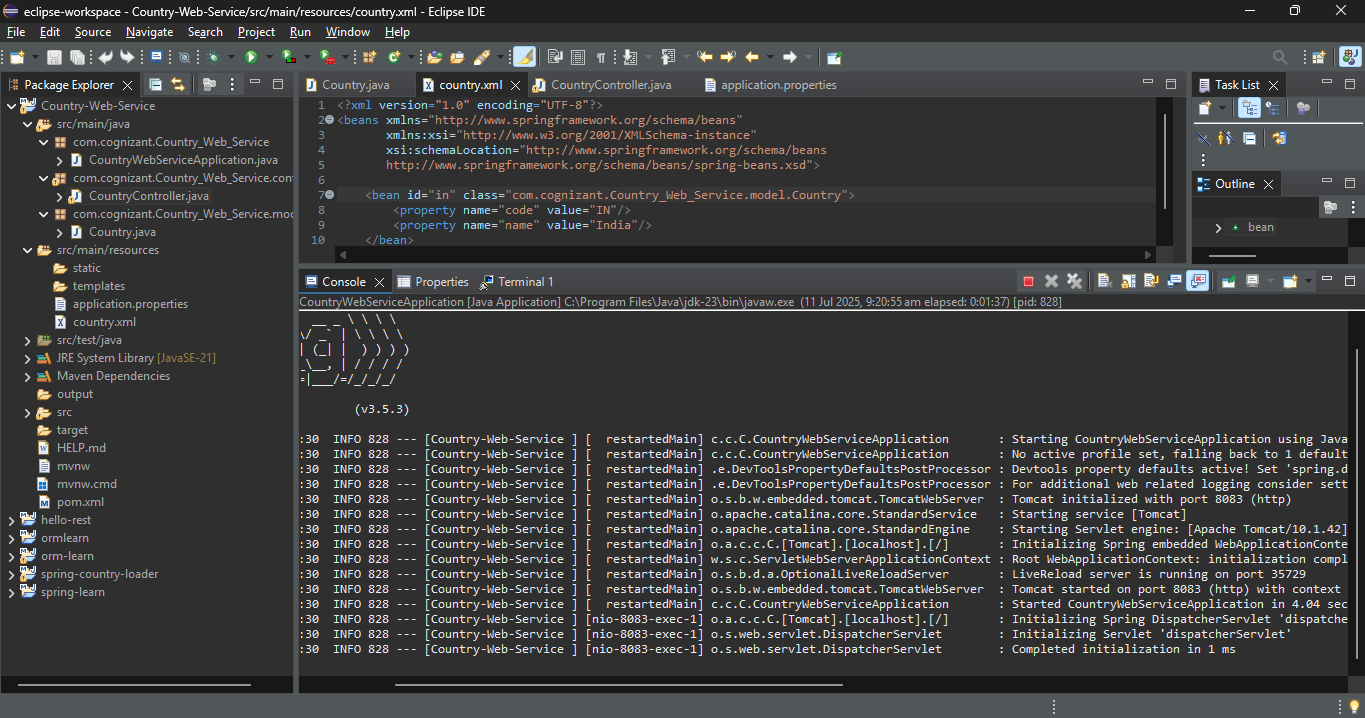 eclipse-workspace - Country-Web-Service/src/main/resources/country.xml - Eclipse IDE
File Edit Source Navigate Search Project Run Window Help
Package Explorer
Country-Web-Service
src/main/java
com.cognizant.Country_Web_Service
CountryWebServiceApplication.java
com.cognizant.Country_Web_Service.con
CountryController.java
com.cognizant.Country_Web_Service.moc
Country.java
src/main/resources
static
templates
application.properties
country.xml
src/test/java
JRE System Library [JavaSE-21]
Maven Dependencies
output
src
target
HELP.md
mvnw
mvnw.cmd
pom.xml
hello-rest
ormlearn
orm-learn
spring-country-loader
spring-learn
Country.java country.xml CountryController.java application.properties
1 <?xml version="1.0" encoding="UTF-8"?>
2 <beans xmlns="http://www.springframework.org/schema/beans"
3 xmlns:xsi="http://www.w3.org/2001/XMLSchema-instance"
4 xsi:schemaLocation="http://www.springframework.org/schema/beans
5 http://www.springframework.org/schema/beans/spring-beans.xsd">
6
7 <bean id="in" class="com.cognizant.Country_Web_Service.model.Country">
8 <property name="code" value="IN"/>
9 <property name="name" value="India"/>
10 </bean>
Task List
Outline
bean
Console Properties Terminal 1
CountryWebServiceApplication [Java Application] C:\Program Files\Java\jdk-23\bin\javaw.exe (11 Jul 2025, 9:20:55 am elapsed: 0:01:37) [pid: 828]
__ _ \ \ \ \
\/ _` | \ \ \ \
| (_| | ) ) ) )
_\__, | / / / /
=|___/=/_/_/_/
(v3.5.3)
:30 INFO 828 --- [Country-Web-Service ] [ restartedMain] c.c.C.CountryWebServiceApplication : Starting CountryWebServiceApplication using Java
:30 INFO 828 --- [Country-Web-Service ] [ restartedMain] c.c.C.CountryWebServiceApplication : No active profile set, falling back to 1 default
:30 INFO 828 --- [Country-Web-Service ] [ restartedMain] .e.DevToolsPropertyDefaultsPostProcessor : Devtools property defaults active! Set 'spring.d
:30 INFO 828 --- [Country-Web-Service ] [ restartedMain] .e.DevToolsPropertyDefaultsPostProcessor : For additional web related logging consider sett
:30 INFO 828 --- [Country-Web-Service ] [ restartedMain] o.s.b.w.embedded.tomcat.TomcatWebServer : Tomcat initialized with port 8083 (http)
:30 INFO 828 --- [Country-Web-Service ] [ restartedMain] o.apache.catalina.core.StandardService : Starting service [Tomcat]
:30 INFO 828 --- [Country-Web-Service ] [ restartedMain] o.apache.catalina.core.StandardEngine : Starting Servlet engine: [Apache Tomcat/10.1.42]
:30 INFO 828 --- [Country-Web-Service ] [ restartedMain] o.a.c.c.C.[Tomcat].[localhost].[/] : Initializing Spring embedded WebApplicationConte
:30 INFO 828 --- [Country-Web-Service ] [ restartedMain] w.s.c.ServletWebServerApplicationContext : Root WebApplicationContext: initialization compl
:30 INFO 828 --- [Country-Web-Service ] [ restartedMain] o.s.b.d.a.OptionalLiveReloadServer : LiveReload server is running on port 35729
:30 INFO 828 --- [Country-Web-Service ] [ restartedMain] o.s.b.w.embedded.tomcat.TomcatWebServer : Tomcat started on port 8083 (http) with context
:30 INFO 828 --- [Country-Web-Service ] [ restartedMain] c.c.C.CountryWebServiceApplication : Started CountryWebServiceApplication in 4.04 sec
:30 INFO 828 --- [Country-Web-Service ] [nio-8083-exec-1] o.a.c.c.C.[Tomcat].[localhost].[/] : Initializing Spring DispatcherServlet 'dispatche
:30 INFO 828 --- [Country-Web-Service ] [nio-8083-exec-1] o.s.web.servlet.DispatcherServlet : Initializing Servlet 'dispatcherServlet'
:30 INFO 828 --- [Country-Web-Service ] [nio-8083-exec-1] o.s.web.servlet.DispatcherServlet : Completed initialization in 1 ms